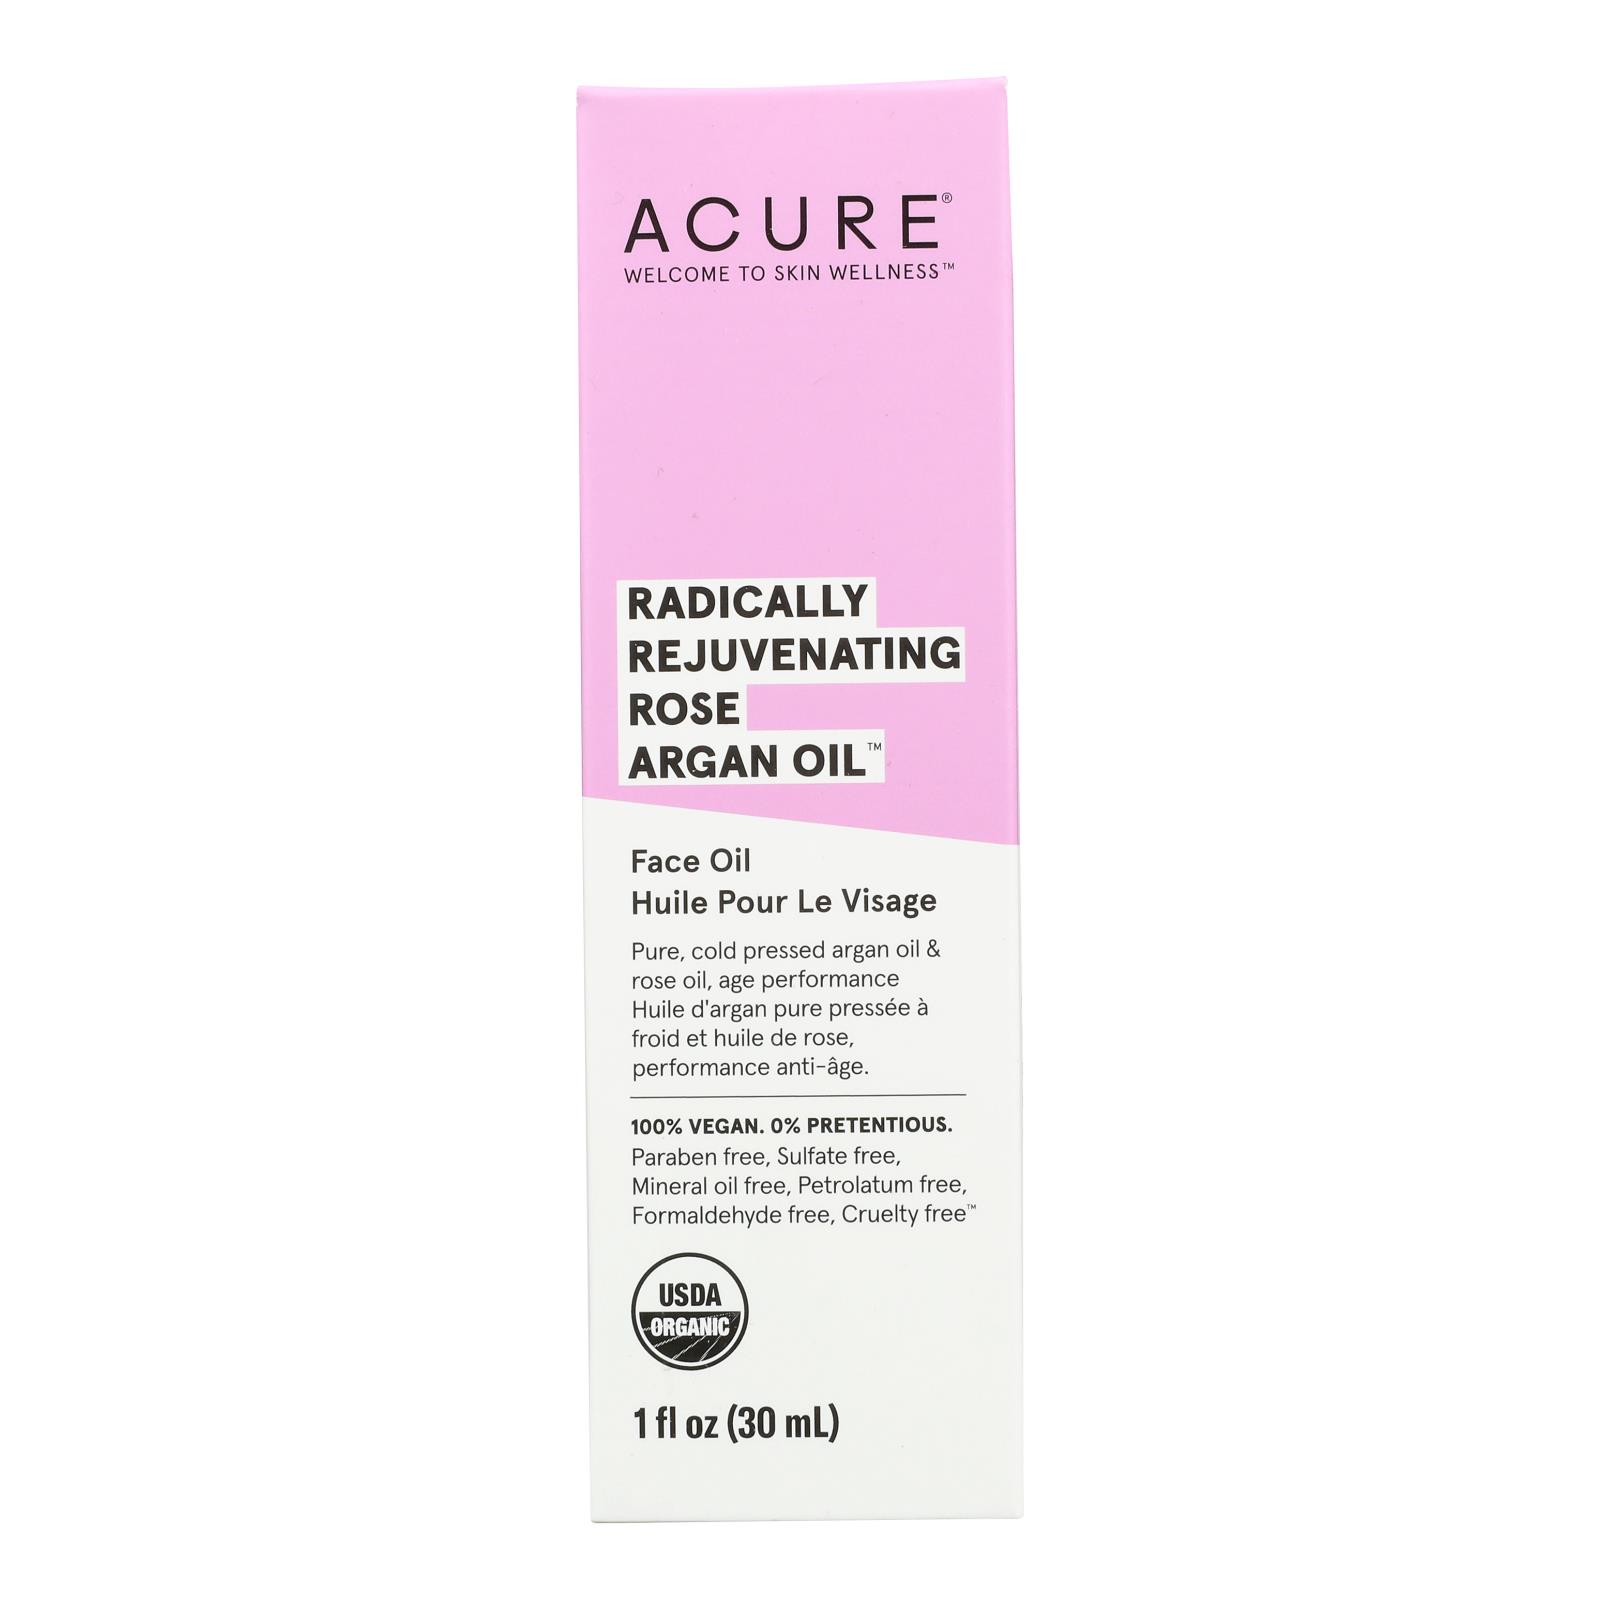 ACURE®
WELCOME TO SKIN WELLNESS™
RADICALLY
REJUVENATING
ROSE
ARGAN OIL™
Face Oil
Huile Pour Le Visage
Pure, cold pressed argan oil &
rose oil, age performance
Huile d'argan pure pressée à
froid et huile de rose,
performance anti-âge.
100% VEGAN. 0% PRETENTIOUS.
Paraben free, Sulfate free,
Mineral oil free, Petrolatum free,
Formaldehyde free, Cruelty free™
USDA
ORGANIC
1 fl oz (30 mL)